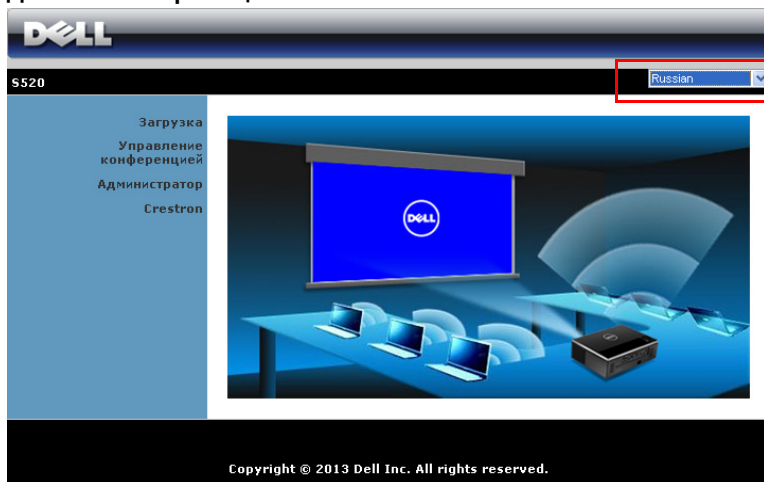 DELL
S520
Russian
Загрузка
Управление
конференцией
Администратор
Crestron
DELL
Copyright © 2013 Dell Inc. All rights reserved.